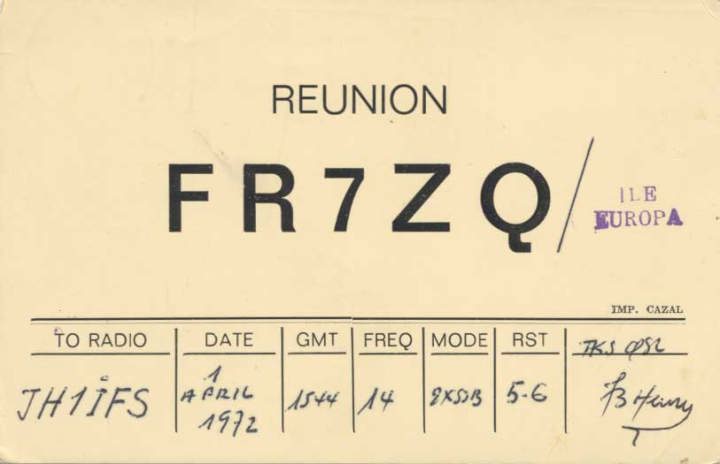 REUNION
FR7ZQ/
ILE
EUROPA
IMP. CAZAL
TO RADIO DATE GMT FREQ MODE RST TKS QSL
JH1IFS 1 APRIL 1972 1544 14 2XSSB 5-6